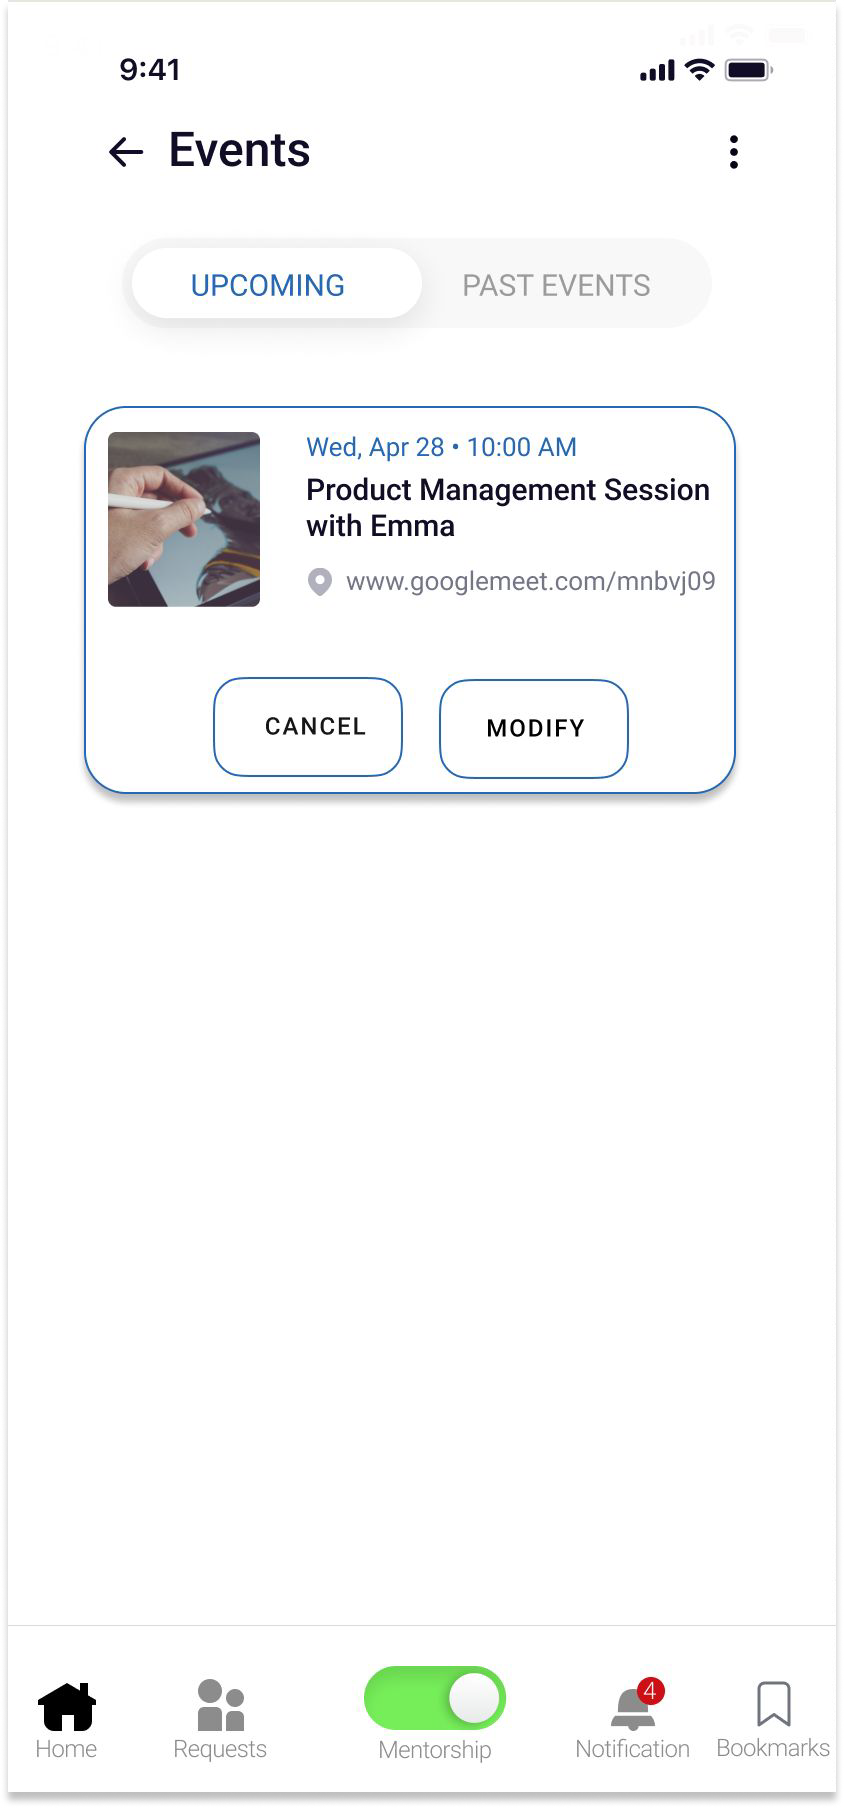 9:41
Events
UPCOMING
PAST EVENTS
Wed, Apr 28 • 10:00 AM
Product Management Session
with Emma
www.googlemeet.com/mnbvj09
CANCEL
MODIFY
4
Home
Requests
Mentorship
Notification
Bookmarks